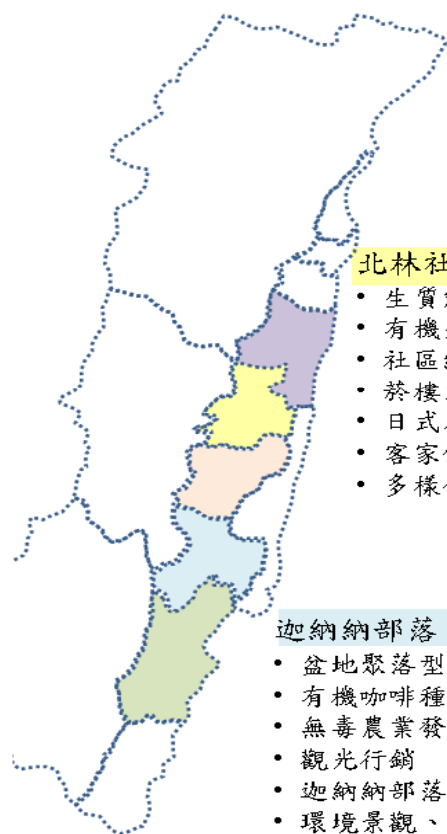 北林社
• 生質
• 有機
• 社區
• 菸樓
• 日式
• 客家
• 多樣
迦納納部落
• 盆地聚落型
• 有機咖啡種
• 無毒農業發
• 觀光行銷
• 迦納納部落
• 環境景觀、